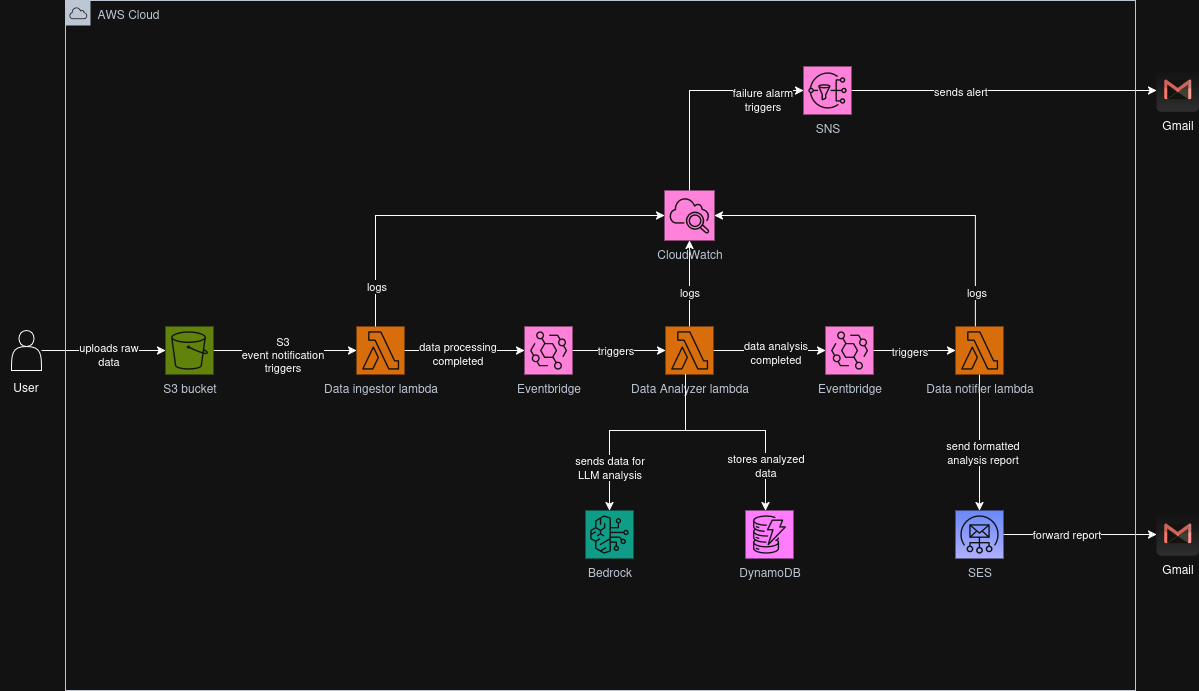 AWS Cloud
failure alarm
triggers
sends alert
SNS
Gmail
CloudWatch
logs
logs
logs
uploads raw
data
S3
event notification
triggers
data processing
completed
triggers
data analysis
completed
triggers
User
S3 bucket
Data ingestor lambda
Eventbridge
Data Analyzer lambda
Eventbridge
Data notifier lambda
sends data for
LLM analysis
stores analyzed
data
send formatted
analysis report
forward report
Bedrock
DynamoDB
SES
Gmail